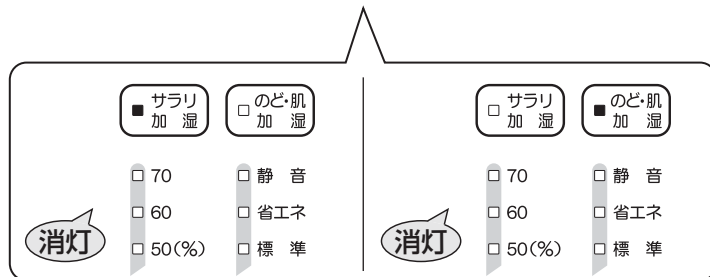 ■ サラリ 加 湿
□ のど・肌 加 湿
□ 70
□ 静 音
□ 60
□ 省エネ
消灯
□ 50(%)
□ 標 準
□ サラリ 加 湿
■ のど・肌 加 湿
□ 70
□ 静 音
□ 60
□ 省エネ
消灯
□ 50(%)
□ 標 準